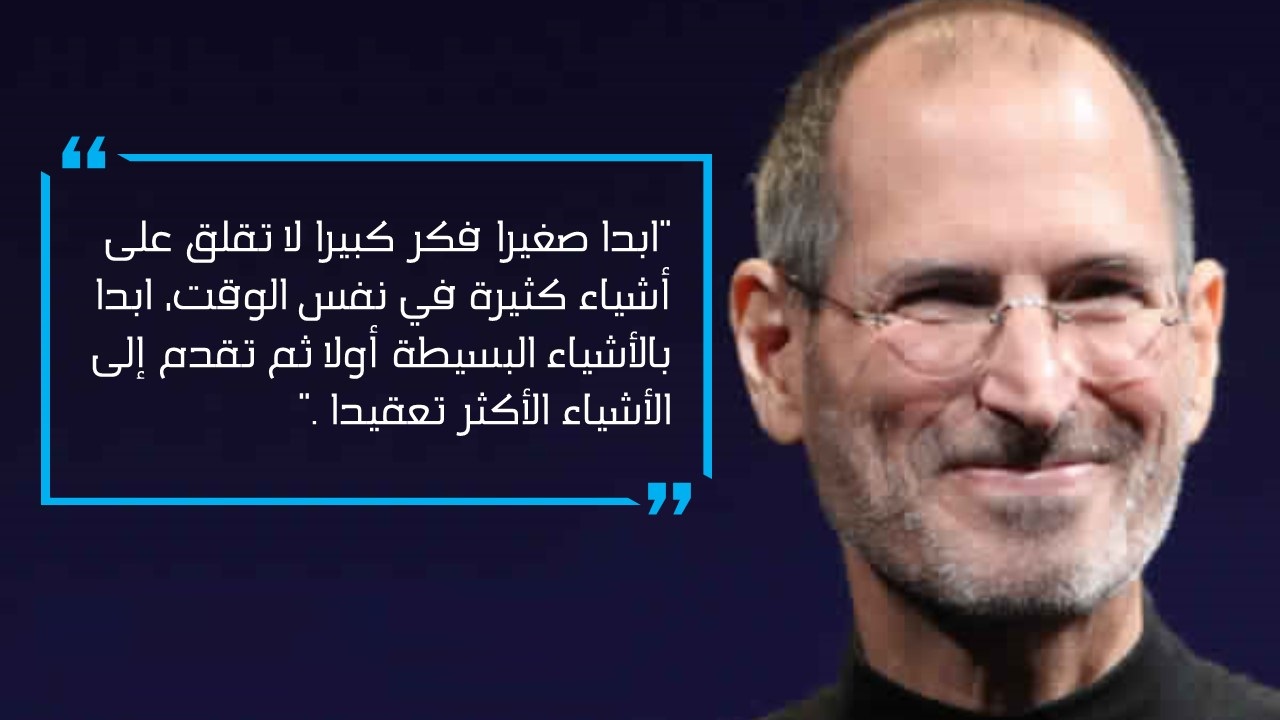 "ابدا صغيرا فكر كبيرا لا تقلق على
أشياء كثيرة في نفس الوقت، ابدا
بالأشياء البسيطة أولا ثم تقدم إلى
الأشياء الأكثر تعقيدا ."